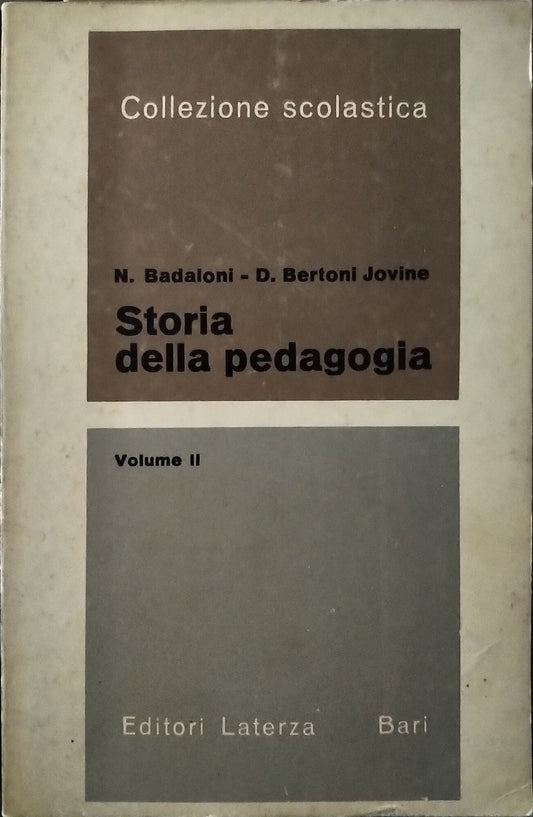 Collezione scolastica
N. Badaloni - D. Bertoni Jovine
Storia
della pedagogia
Volume II
Editori Laterza Bari